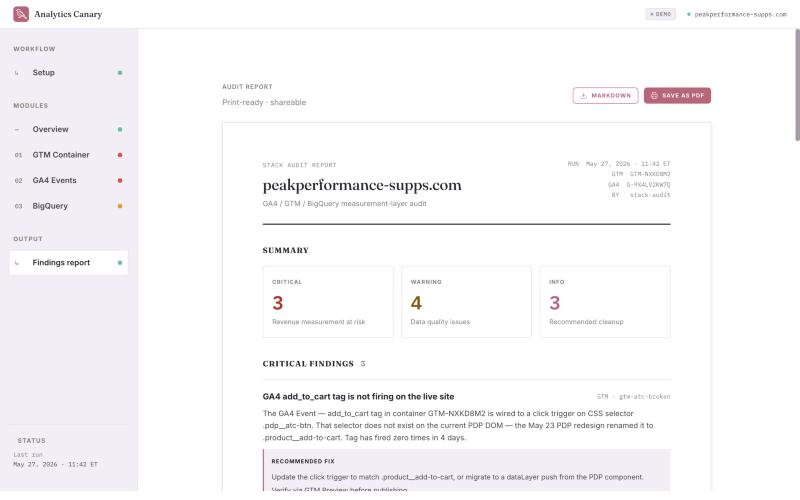 Analytics Canary
DEMO
peakperformance-supps.com
WORKFLOW
↳ Setup
MODULES
— Overview
01 GTM Container
02 GA4 Events
03 BigQuery
OUTPUT
↳ Findings report
STATUS
Last run
May 27, 2026 · 11:42 ET
AUDIT REPORT
Print-ready · shareable
MARKDOWN
SAVE AS PDF
STACK AUDIT REPORT
peakperformance-supps.com
GA4 / GTM / BigQuery measurement-layer audit
RUN May 27, 2026 · 11:42 ET
GTM GTM-NXKD8M2
GA4 G-9X4LV2KW7Q
BY stack-audit
SUMMARY
CRITICAL
3
Revenue measurement at risk
WARNING
4
Data quality issues
INFO
3
Recommended cleanup
CRITICAL FINDINGS 3
GA4 add_to_cart tag is not firing on the live site
GTM · gtm-atc-broken
The GA4 Event — add_to_cart tag in container GTM-NXKD8M2 is wired to a click trigger on CSS selector
.pdp__atc-btn. That selector does not exist on the current PDP DOM — the May 23 PDP redesign renamed it to
.product__add-to-cart. Tag has fired zero times in 4 days.
RECOMMENDED FIX
Update the click trigger to match .product__add-to-cart, or migrate to a dataLayer push from the PDP component.
Verify via GTM Preview before publishing.